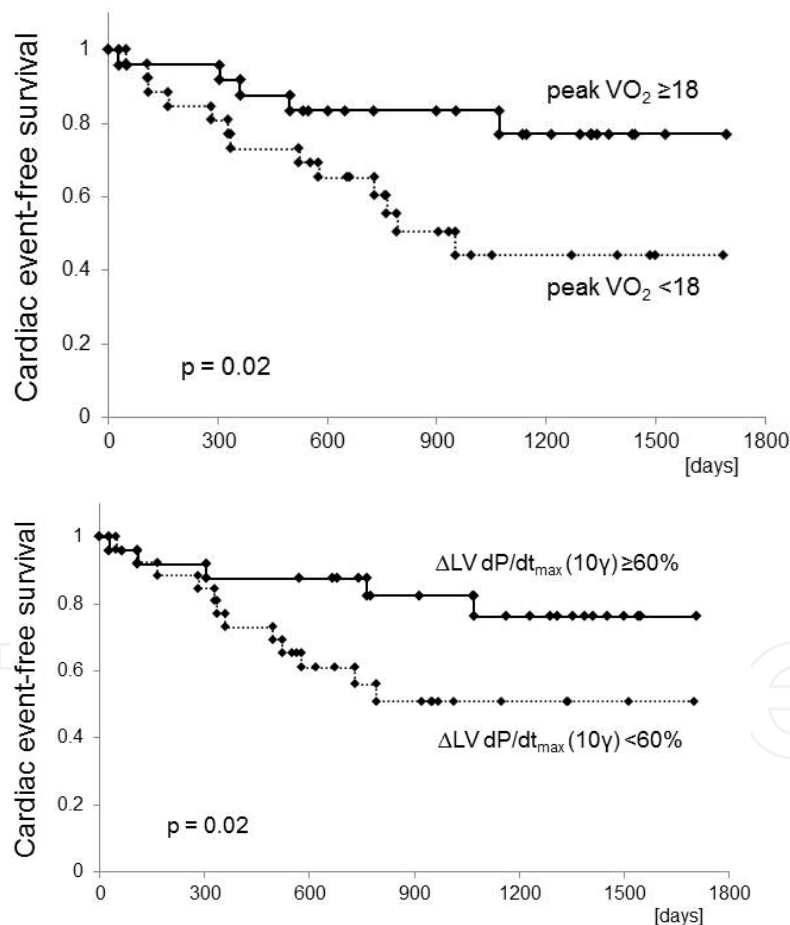 Cardiac event-free survival
1
0.8
0.6
0.4
0.2
0
peak VO₂ ≥18
peak VO₂ <18
p = 0.02
0 300 600 900 1200 1500 1800
[days]
Cardiac event-free survival
1
0.8
0.6
0.4
0.2
0
ΔLV dP/dtmax (10γ) ≥60%
ΔLV dP/dtmax (10γ) <60%
p = 0.02
0 300 600 900 1200 1500 1800
[days]